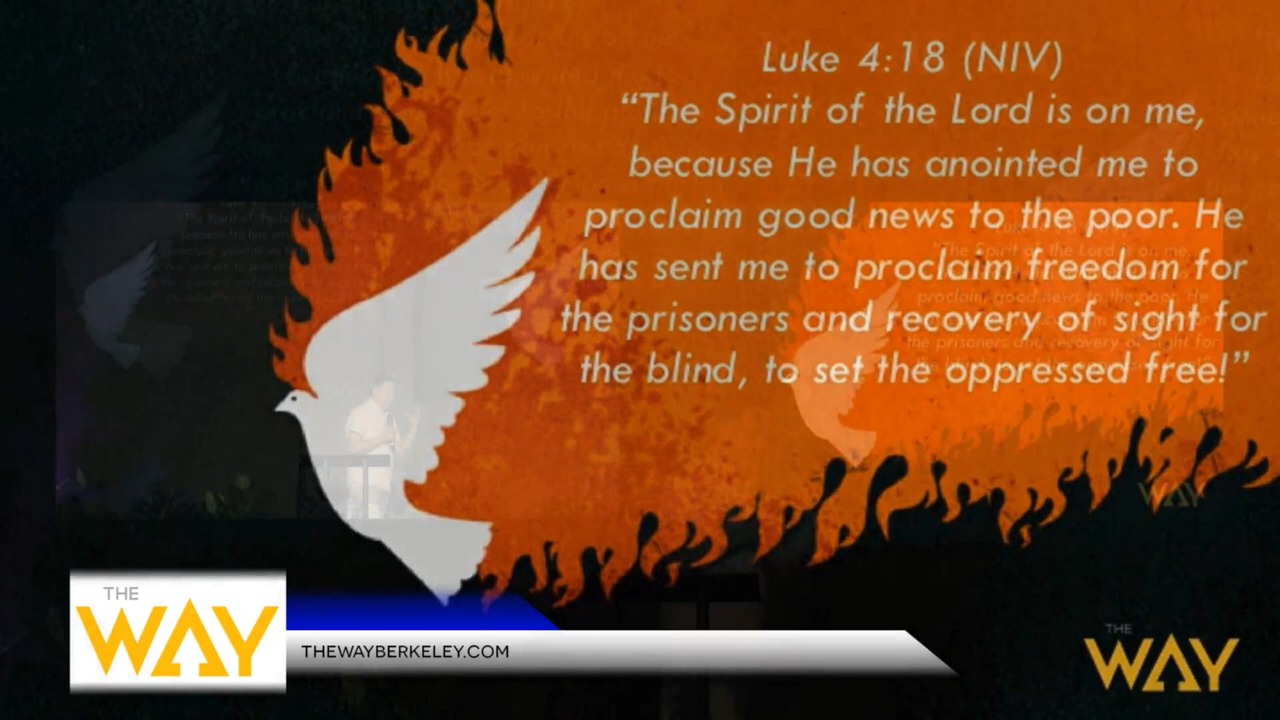 Luke 4:18 (NIV)
“The Spirit of the Lord is on me,
because He has anointed me to
proclaim good news to the poor. He
has sent me to proclaim freedom for
the prisoners and recovery of sight for
the blind, to set the oppressed free!”
THE
WAY
THEWAYBERKELEY.COM
THE
WAY